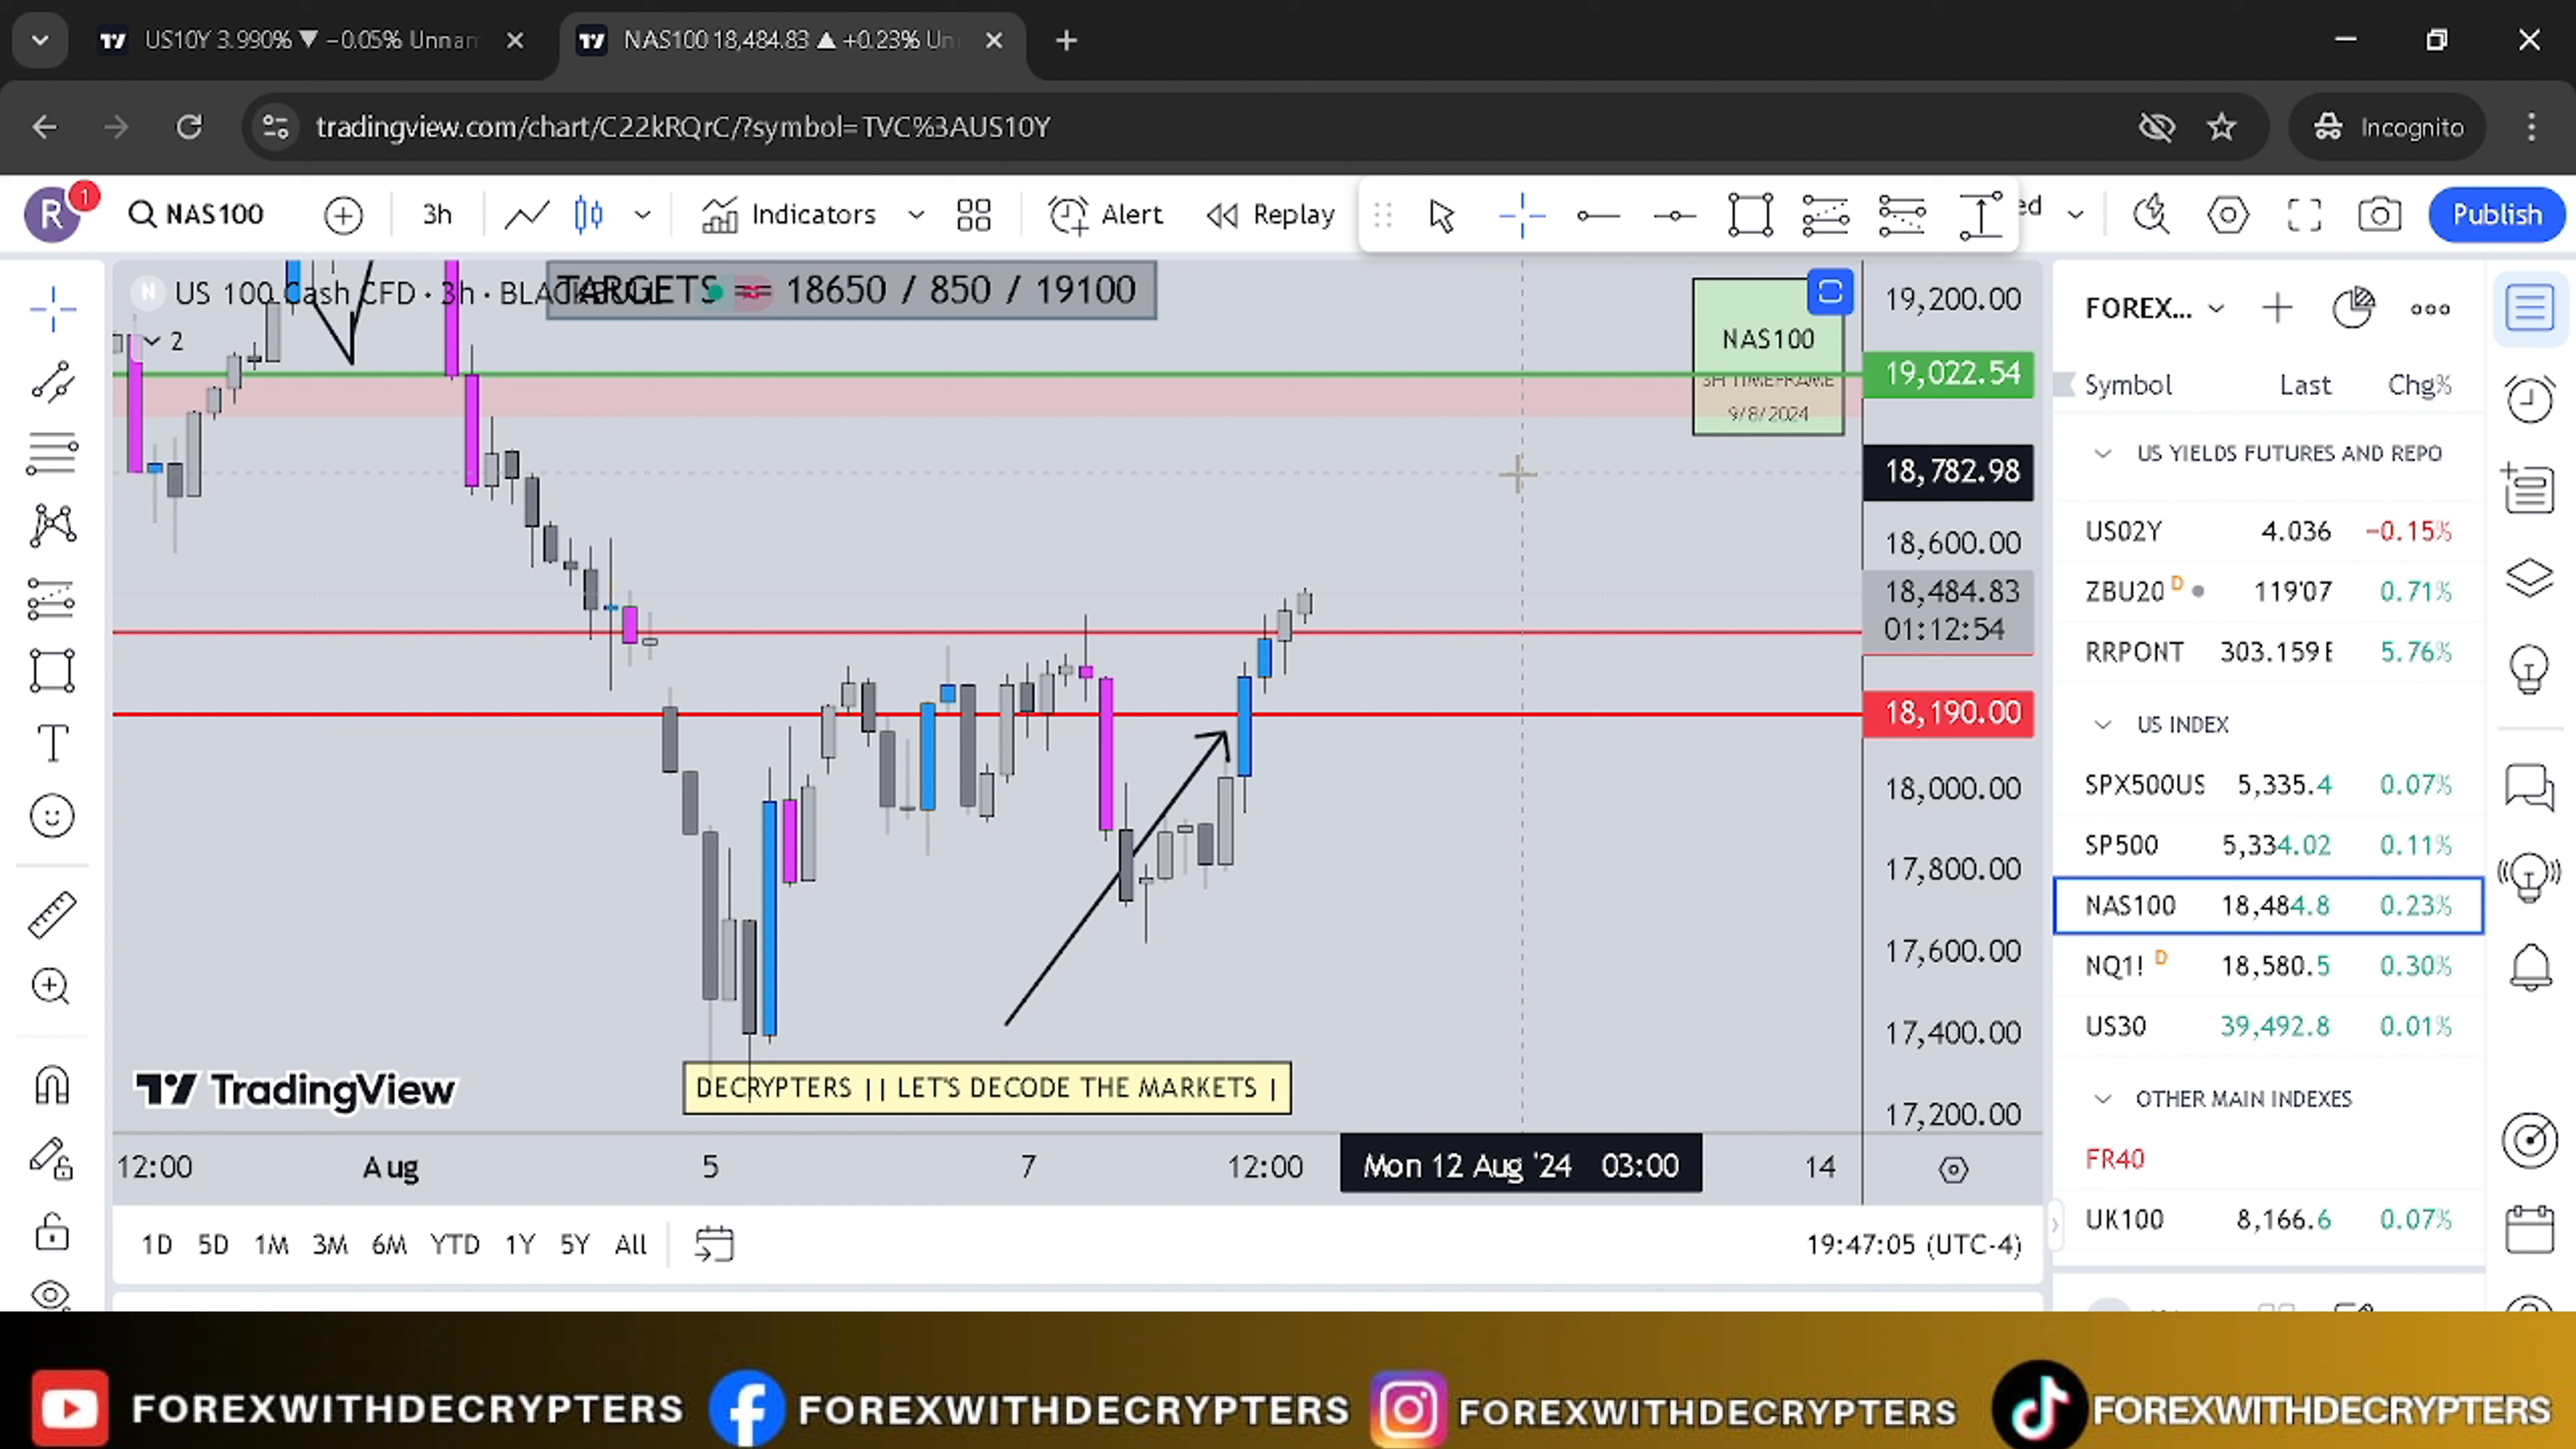 US10Y 3.990% ▼ −0.05% Unnam
NAS100 18,484.83 ▲ +0.23% Un
tradingview.com/chart/C22kRQrC/?symbol=TVC%3AUS10Y
Incognito
R 1
NAS100
3h
Indicators
Alert
Replay
ed
Publish
US 100 Cash CFD · 3h ·
TARGETS == 18650 / 850 / 19100
2
NAS100
3H TIMEFRAME
9/8/2024
19,200.00
19,022.54
18,782.98
18,600.00
18,484.83
01:12:54
18,190.00
18,000.00
17,800.00
17,600.00
17,400.00
17,200.00
TradingView
DECRYPTERS || LET'S DECODE THE MARKETS |
12:00 Aug 5 7 12:00 Mon 12 Aug '24 03:00 14
1D 5D 1M 3M 6M YTD 1Y 5Y All
19:47:05 (UTC-4)
FOREX...
Symbol Last Chg%
US YIELDS FUTURES AND REPO
US02Y 4.036 −0.15%
ZBU20 D 119'07 0.71%
RRPONT 303.159 5.76%
US INDEX
SPX500US 5,335.4 0.07%
SP500 5,334.02 0.11%
NAS100 18,484.8 0.23%
NQ1! D 18,580.5 0.30%
US30 39,492.8 0.01%
OTHER MAIN INDEXES
FR40
UK100 8,166.6 0.07%
FOREXWITHDECRYPTERS FOREXWITHDECRYPTERS FOREXWITHDECRYPTERS FOREXWITHDECRYPTERS